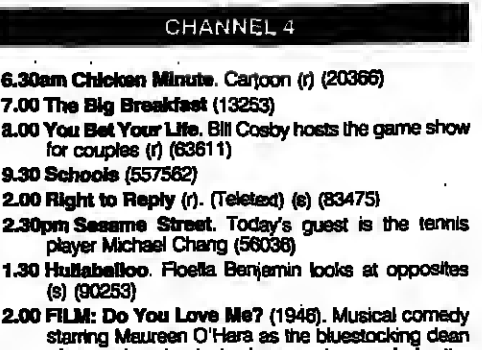 CHANNEL 4
6.30am Chicken Minute. Cartoon (r) (20366)
7.00 The Big Breakfast (13253)
8.00 You Bet Your Life. Bill Cosby hosts the game show
for couples (r) (63611)
9.30 Schools (557562)
2.00 Right to Reply (r). (Teletext) (s) (83475)
2.30pm Sesame Street. Today's guest is the tennis
player Michael Chang (56036)
1.30 Hullaballoo. Floella Benjamin looks at opposites
(s) (90253)
2.00 FILM: Do You Love Me? (1946). Musical comedy
starring Maureen O'Hara as the bluestocking dean